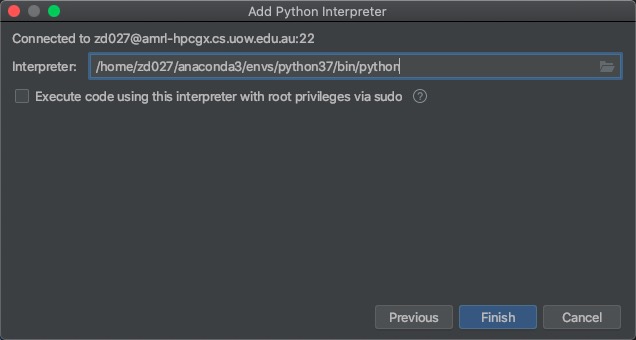 Add Python Interpreter
Connected to zd027@amrl-hpcgx.cs.uow.edu.au:22
Interpreter: /home/zd027/anaconda3/envs/python37/bin/python
Execute code using this interpreter with root privileges via sudo ?
Previous Finish Cancel